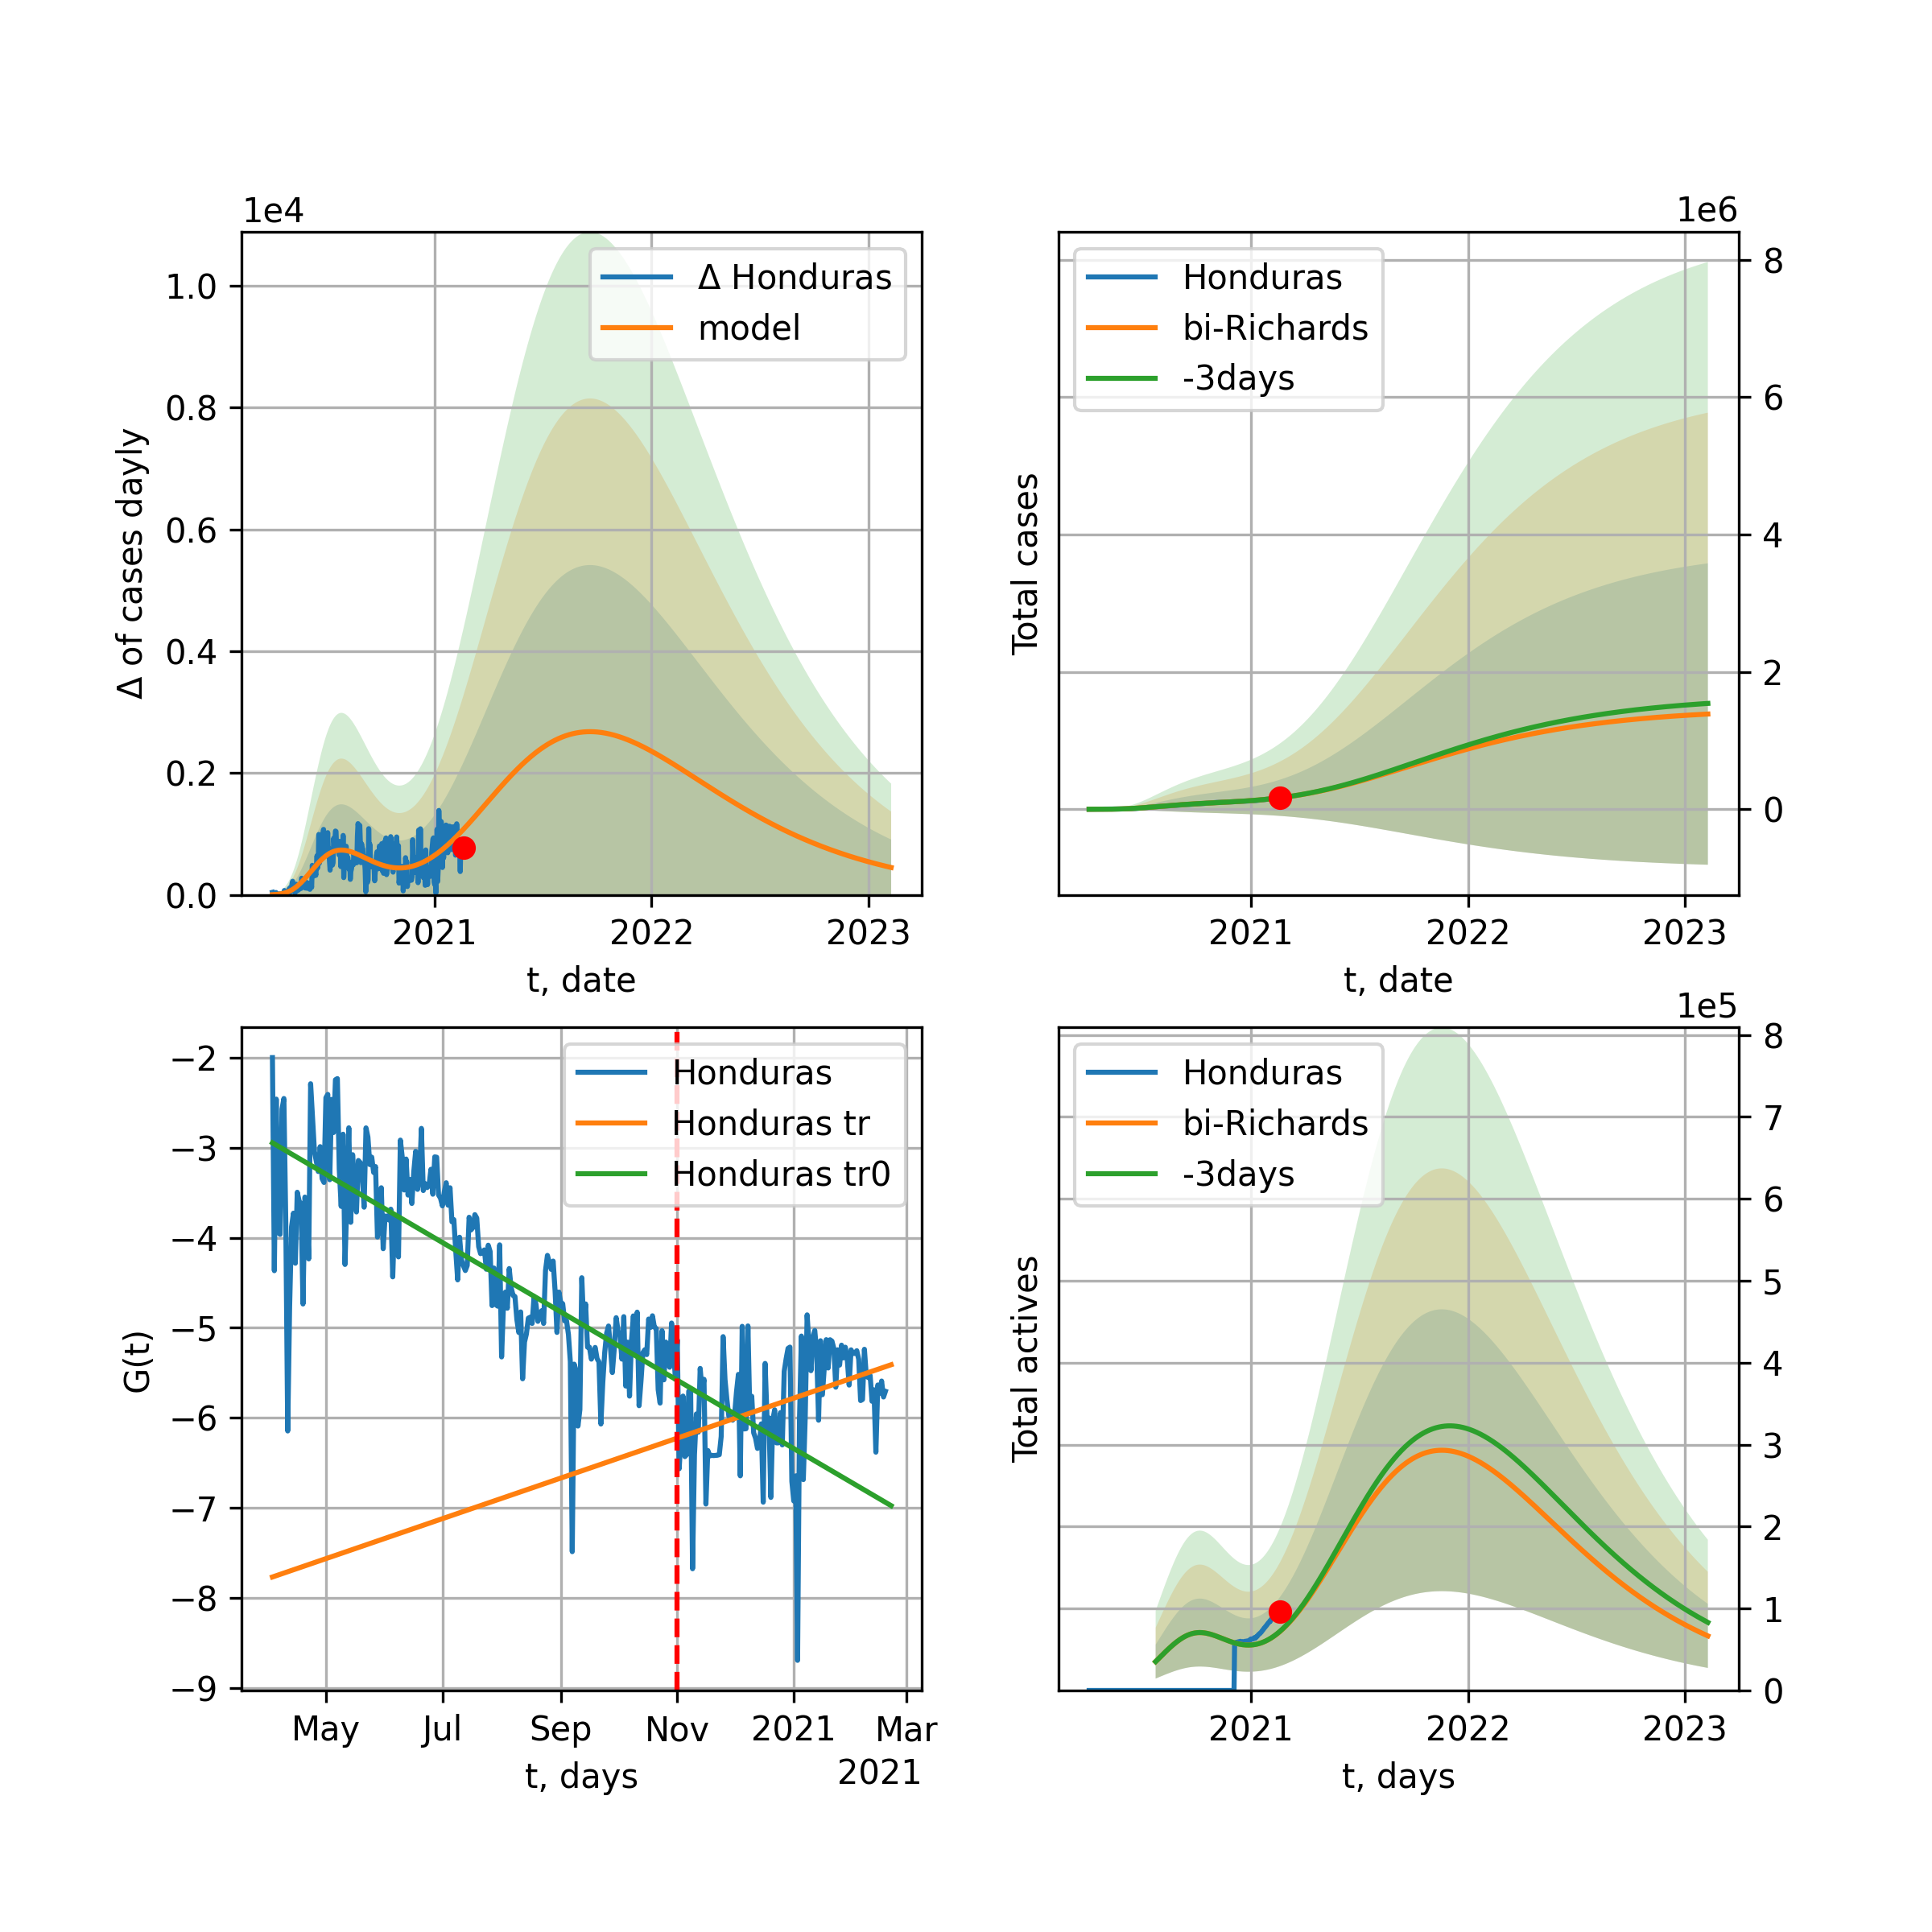 1e4
Δ of cases dayly
1.0
0.8
0.6
0.4
0.2
0.0
Δ Honduras
model
2021 2022 2023
t, date
1e6
Total cases
Honduras
bi-Richards
-3days
8
6
4
2
0
2021 2022 2023
t, date
G(t)
−2
−3
−4
−5
−6
−7
−8
−9
Honduras
Honduras tr
Honduras tr0
May Jul Sep Nov 2021 Mar
2021
t, days
1e5
Total actives
Honduras
bi-Richards
-3days
8
7
6
5
4
3
2
1
0
2021 2022 2023
t, days